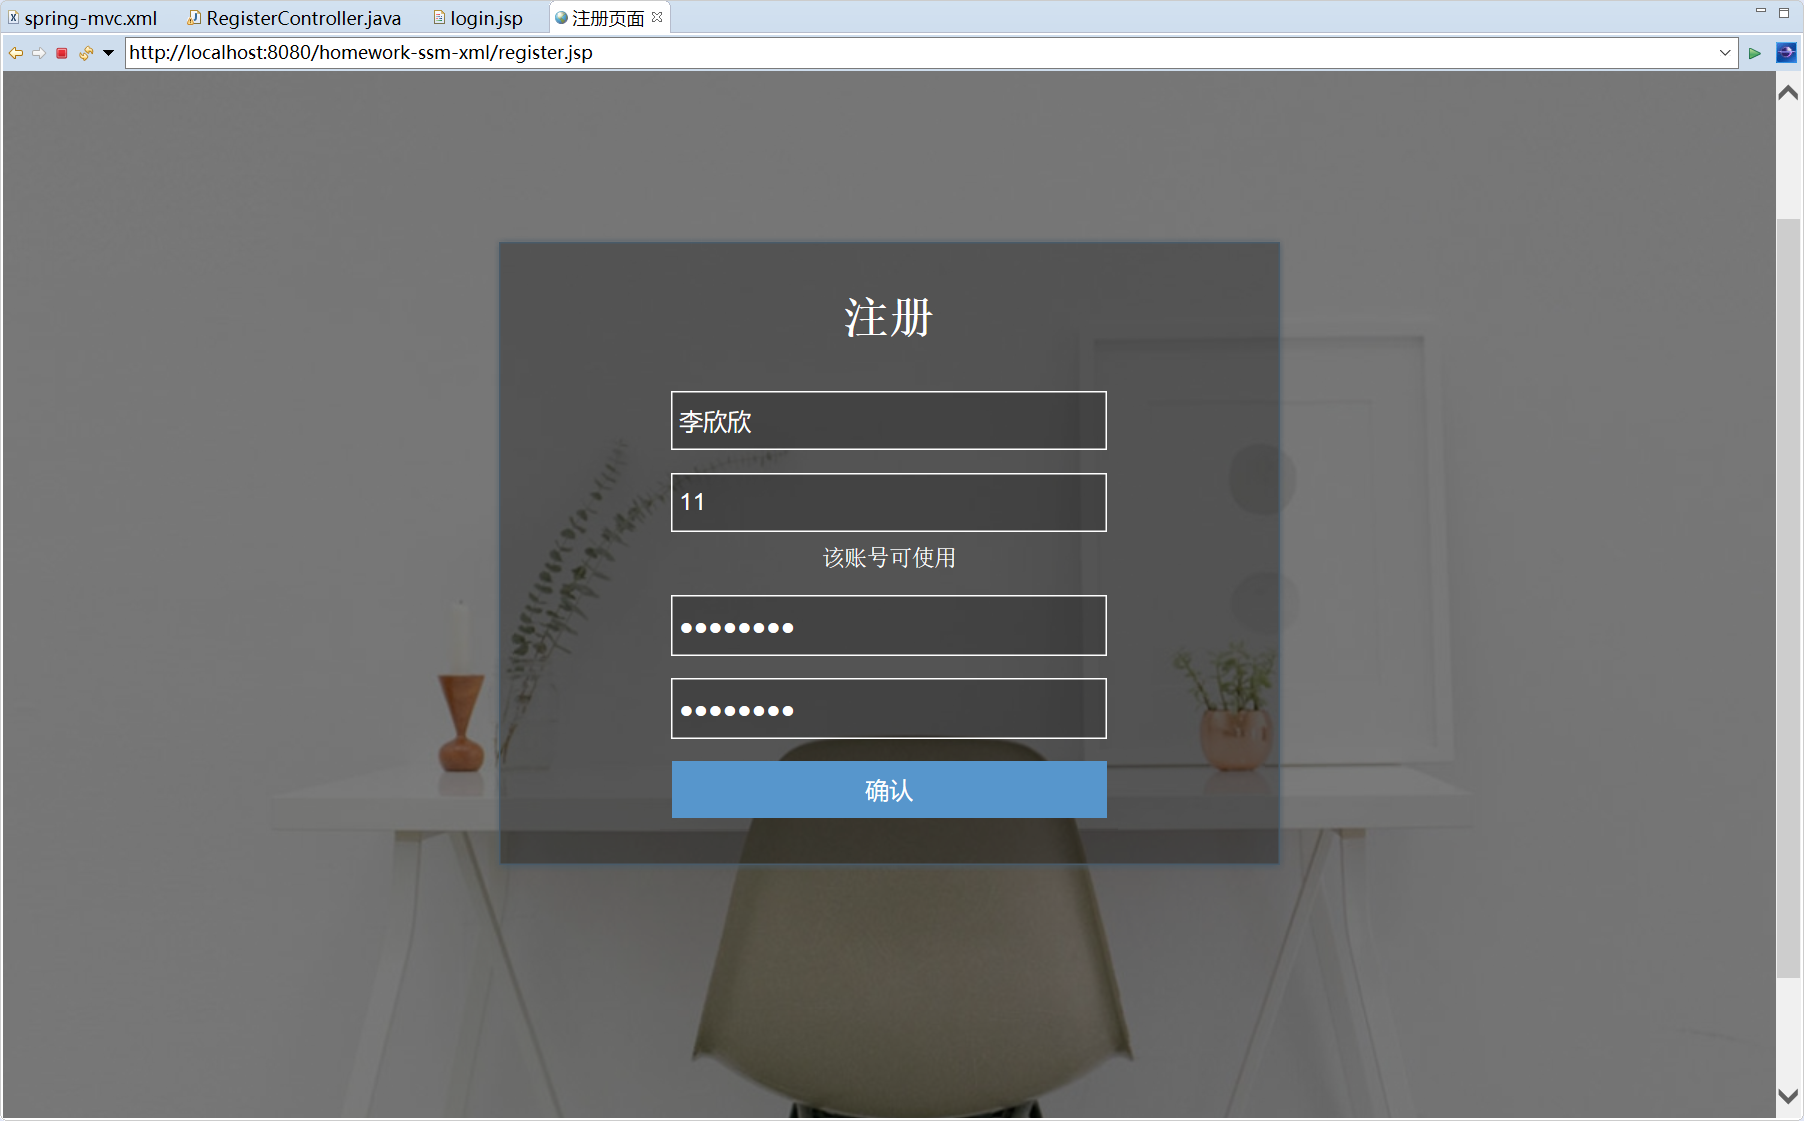 spring-mvc.xml RegisterController.java login.jsp 注册页面
http://localhost:8080/homework-ssm-xml/register.jsp
注册
李欣欣
11
该账号可使用
●●●●●●●●
●●●●●●●●
确认